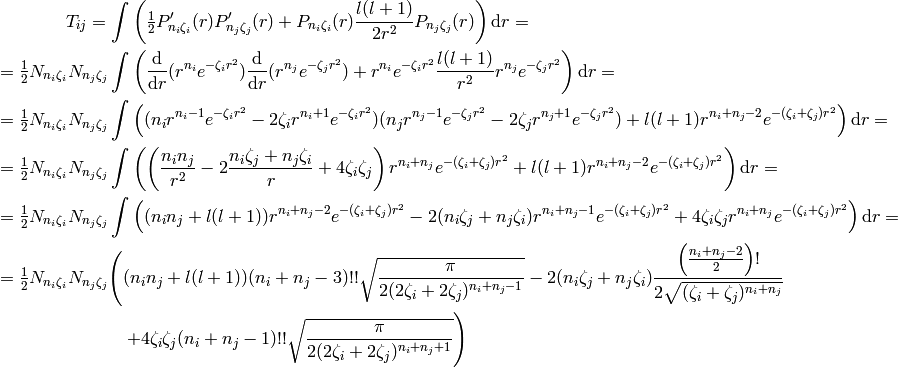 T_{ij} = \int \left( \frac{1}{2} P'_{n_i\zeta_i}(r) P'_{n_j\zeta_j}(r) + P_{n_i\zeta_i}(r) \frac{l(l+1)}{2r^2} P_{n_j\zeta_j}(r) \right) \mathrm{d}r =
= \frac{1}{2} N_{n_i\zeta_i} N_{n_j\zeta_j} \int \left( \frac{\mathrm{d}}{\mathrm{d}r}(r^{n_i} e^{-\zeta_i r^2}) \frac{\mathrm{d}}{\mathrm{d}r}(r^{n_j} e^{-\zeta_j r^2}) + r^{n_i} e^{-\zeta_i r^2} \frac{l(l+1)}{r^2} r^{n_j} e^{-\zeta_j r^2} \right) \mathrm{d}r =
= \frac{1}{2} N_{n_i\zeta_i} N_{n_j\zeta_j} \int \left( (n_i r^{n_i-1} e^{-\zeta_i r^2} - 2\zeta_i r^{n_i+1} e^{-\zeta_i r^2})(n_j r^{n_j-1} e^{-\zeta_j r^2} - 2\zeta_j r^{n_j+1} e^{-\zeta_j r^2}) + l(l+1) r^{n_i+n_j-2} e^{-(\zeta_i+\zeta_j)r^2} \right) \mathrm{d}r =
= \frac{1}{2} N_{n_i\zeta_i} N_{n_j\zeta_j} \int \left( \left( \frac{n_i n_j}{r^2} - 2\frac{n_i\zeta_j + n_j\zeta_i}{r} + 4\zeta_i\zeta_j \right) r^{n_i+n_j} e^{-(\zeta_i+\zeta_j)r^2} + l(l+1) r^{n_i+n_j-2} e^{-(\zeta_i+\zeta_j)r^2} \right) \mathrm{d}r =
= \frac{1}{2} N_{n_i\zeta_i} N_{n_j\zeta_j} \int \left( (n_i n_j + l(l+1)) r^{n_i+n_j-2} e^{-(\zeta_i+\zeta_j)r^2} - 2(n_i\zeta_j + n_j\zeta_i) r^{n_i+n_j-1} e^{-(\zeta_i+\zeta_j)r^2} + 4\zeta_i\zeta_j r^{n_i+n_j} e^{-(\zeta_i+\zeta_j)r^2} \right) \mathrm{d}r =
= \frac{1}{2} N_{n_i\zeta_i} N_{n_j\zeta_j} \Bigg( (n_i n_j + l(l+1))(n_i+n_j-3)!! \sqrt{\frac{\pi}{2(2\zeta_i+2\zeta_j)^{n_i+n_j-1}}} - 2(n_i\zeta_j + n_j\zeta_i) \frac{\left(\frac{n_i+n_j-2}{2}\right)!}{2\sqrt{(\zeta_i+\zeta_j)^{n_i+n_j}}}
+ 4\zeta_i\zeta_j (n_i+n_j-1)!! \sqrt{\frac{\pi}{2(2\zeta_i+2\zeta_j)^{n_i+n_j+1}}} \Bigg)